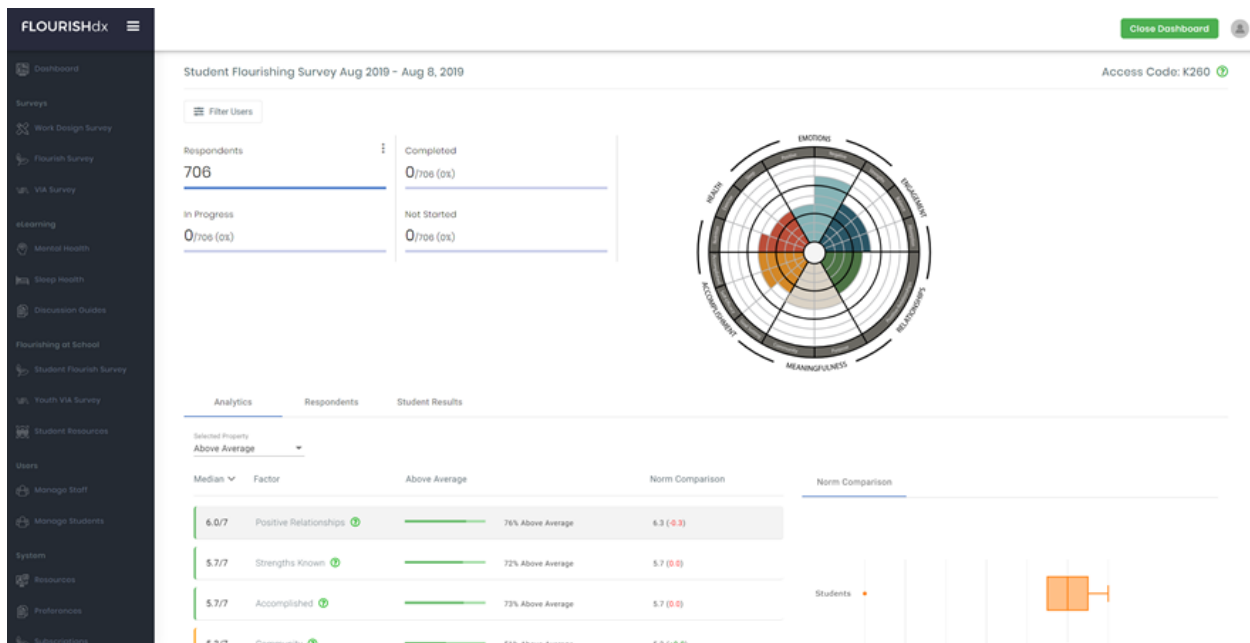 FLOURISHdx
Close Dashboard
Dashboard
Surveys
Work Design Survey
Flourish Survey
VIA Survey
eLearning
Mental Health
Sleep Health
Discussion Guides
Flourishing at School
Student Flourish Survey
Youth VIA Survey
Student Resources
Users
Manage Staff
Manage Students
System
Resources
Preferences
Subscriptions
Student Flourishing Survey Aug 2019 - Aug 8, 2019
Access Code: K260
Filter Users
Respondents
706
Completed
0/706 (0%)
In Progress
0/706 (0%)
Not Started
0/706 (0%)
EMOTIONS
ENGAGEMENT
RELATIONSHIPS
MEANINGFULNESS
ACCOMPLISHMENT
HEALTH
Analytics Respondents Student Results
Selected Property
Above Average
Median Factor Above Average Norm Comparison
6.0/7 Positive Relationships 76% Above Average 6.3 (-0.3)
5.7/7 Strengths Known 72% Above Average 5.7 (0.0)
5.7/7 Accomplished 73% Above Average 5.7 (0.0)
Community
Norm Comparison
Students